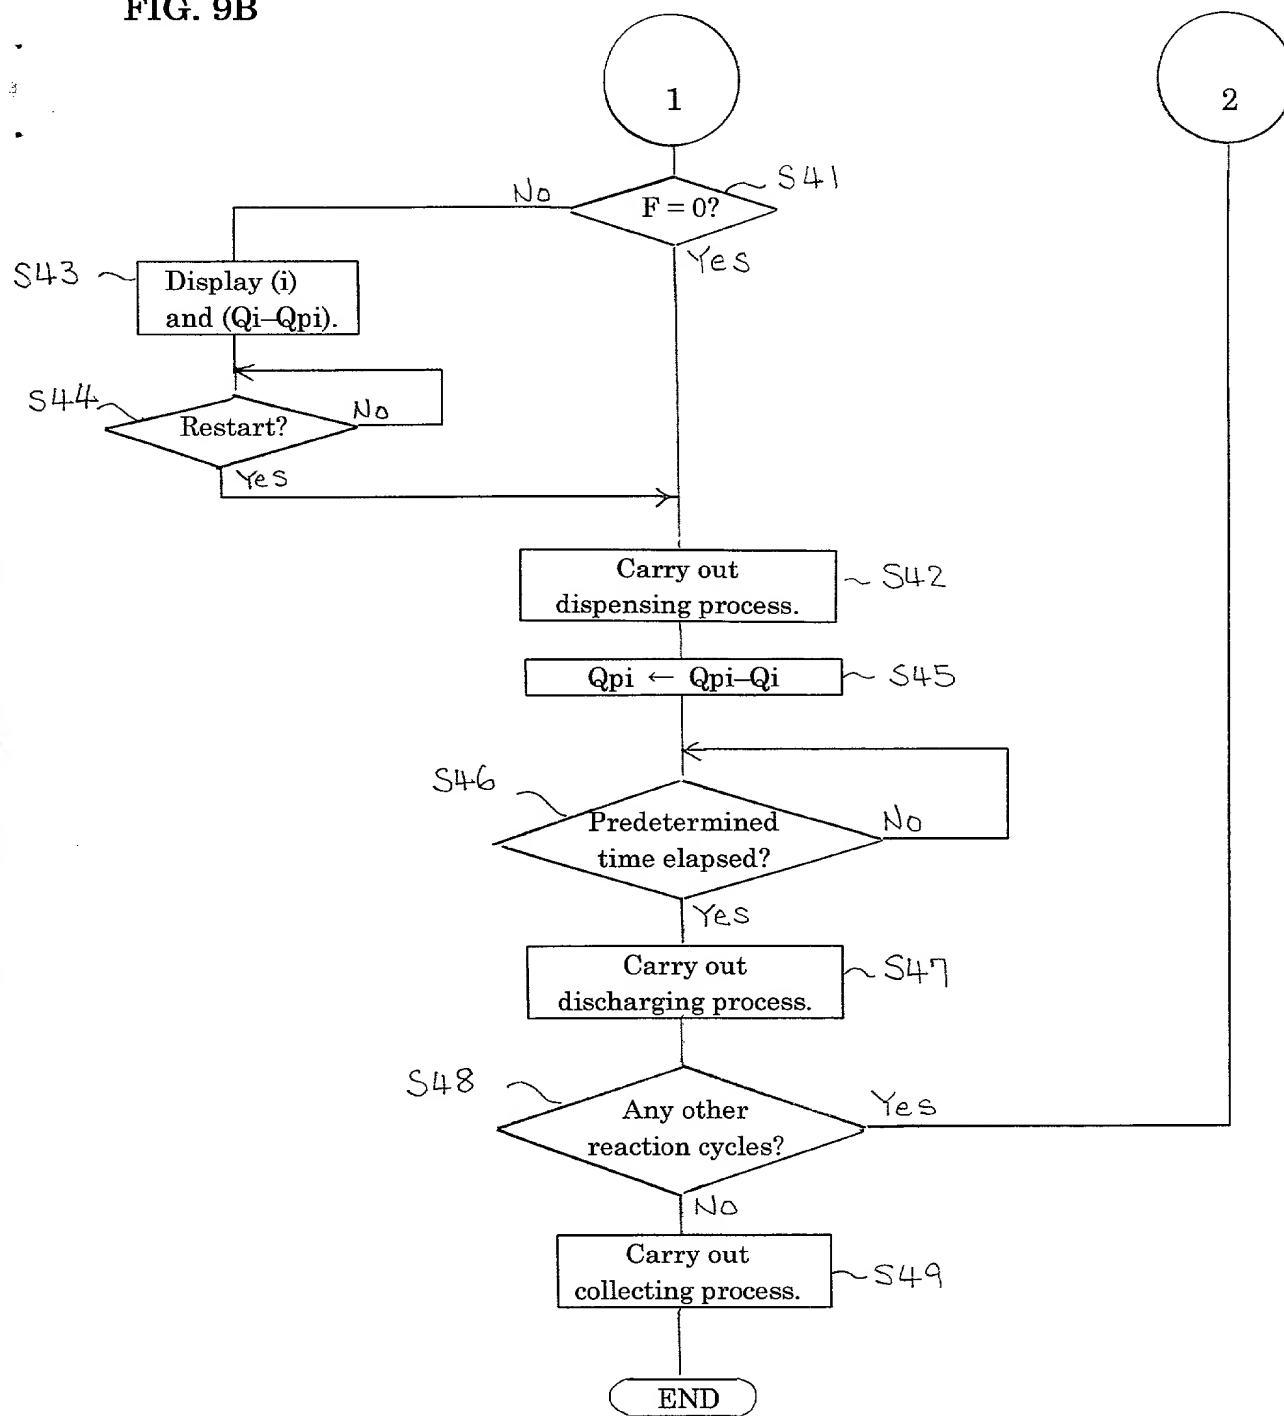 FIG. 9B
1
2
S41
No
F = 0?
Yes
S43
Display (i)
and (Qi–Qpi).
S44
Restart?
No
Yes
Carry out
dispensing process.
S42
Qpi ← Qpi–Qi
S45
S46
Predetermined
time elapsed?
No
Yes
Carry out
discharging process.
S47
S48
Any other
reaction cycles?
Yes
No
Carry out
collecting process.
S49
END